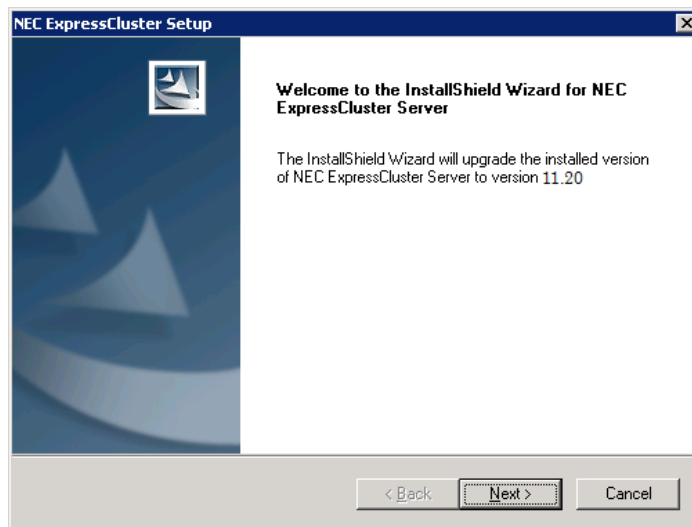 NEC ExpressCluster Setup
Welcome to the InstallShield Wizard for NEC
ExpressCluster Server
The InstallShield Wizard will upgrade the installed version
of NEC ExpressCluster Server to version 11.20
< Back
Next >
Cancel